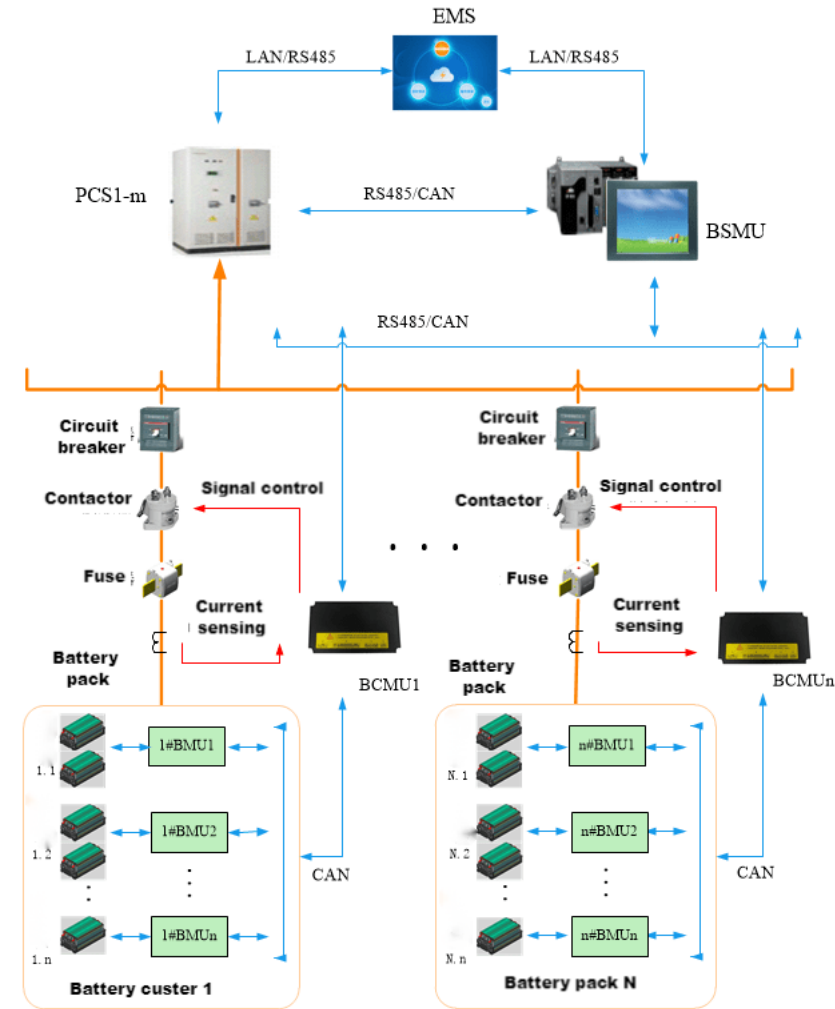 EMS
LAN/RS485
LAN/RS485
PCS1-m
RS485/CAN
BSMU
RS485/CAN
Circuit
breaker
Contactor
Signal control
Fuse
Current
sensing
Battery
pack
BCMU1
1#BMU1
1.1
1#BMU2
1.2
1#BMUn
1.n
CAN
Battery custer 1
Circuit
breaker
Contactor
Signal control
Fuse
Current
sensing
Battery
pack
BCMUn
n#BMU1
N.1
n#BMU2
N.2
n#BMUn
N.n
CAN
Battery pack N